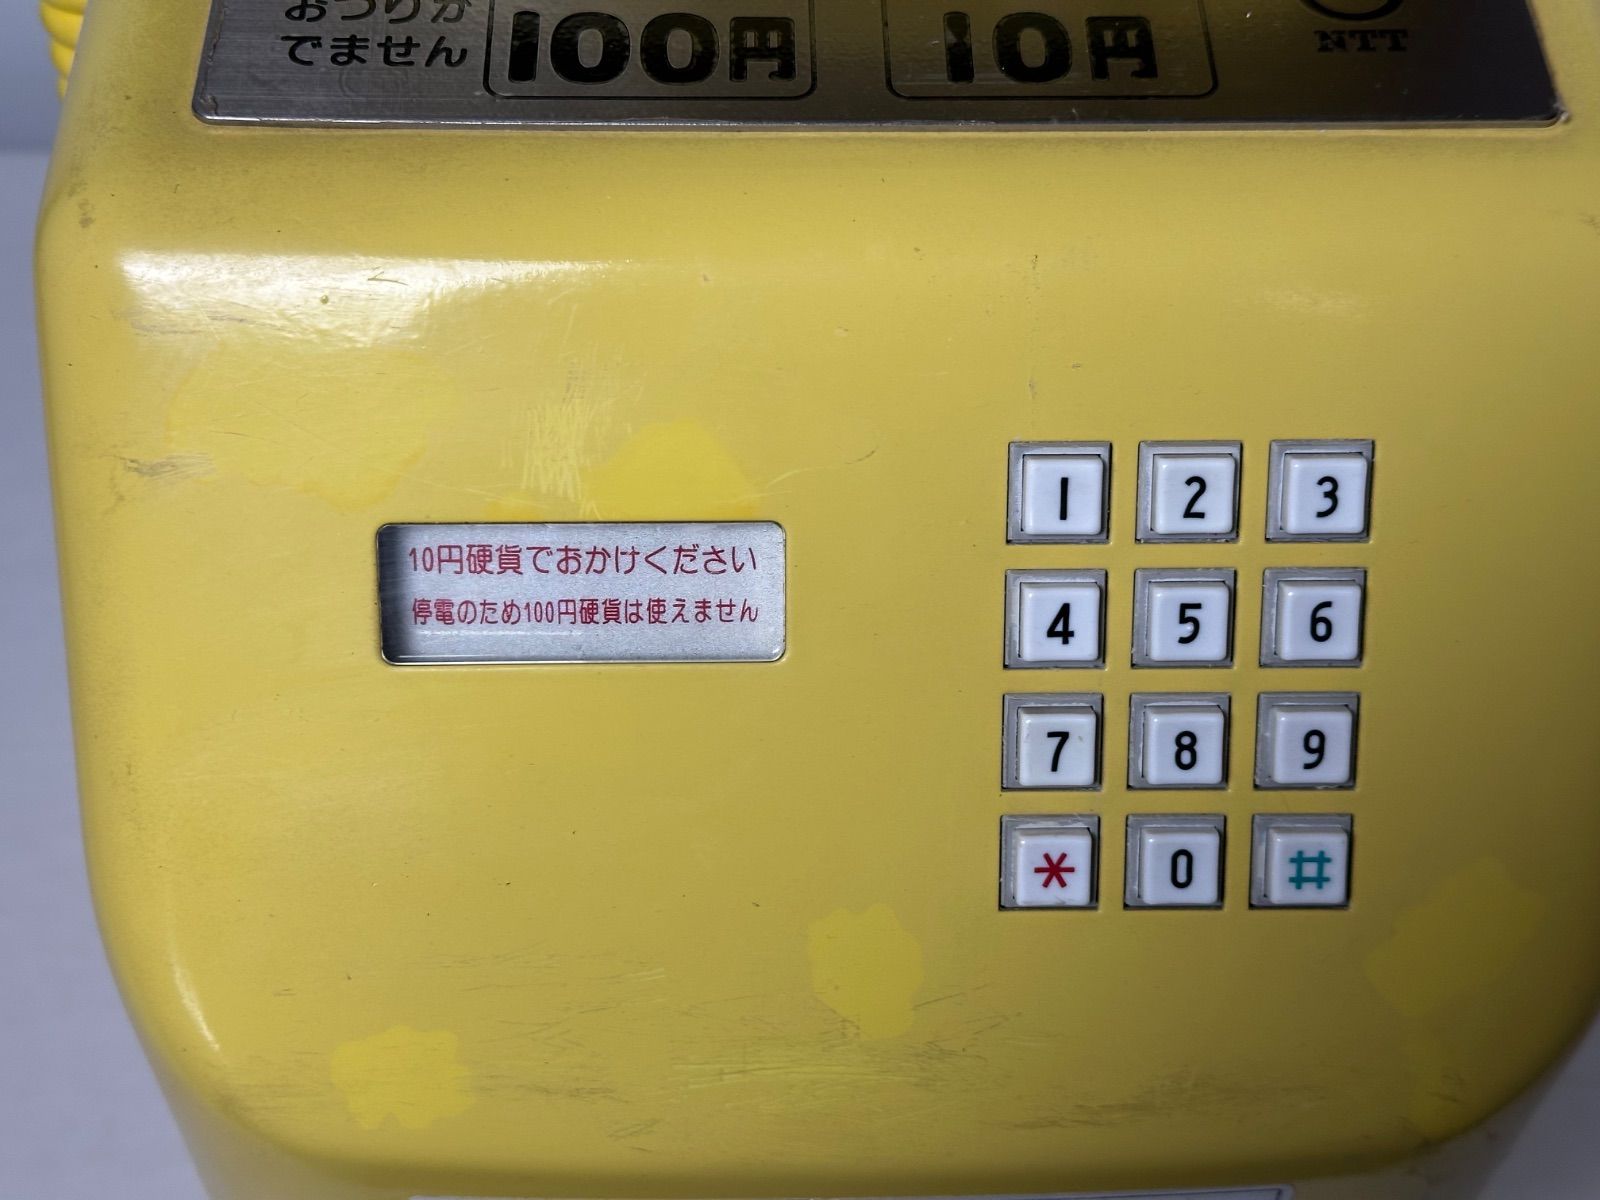 おつりが
でません
100円
10円
NTT
10円硬貨でおかけください
停電のため100円硬貨は使えません
1 2 3
4 5 6
7 8 9
* 0 #